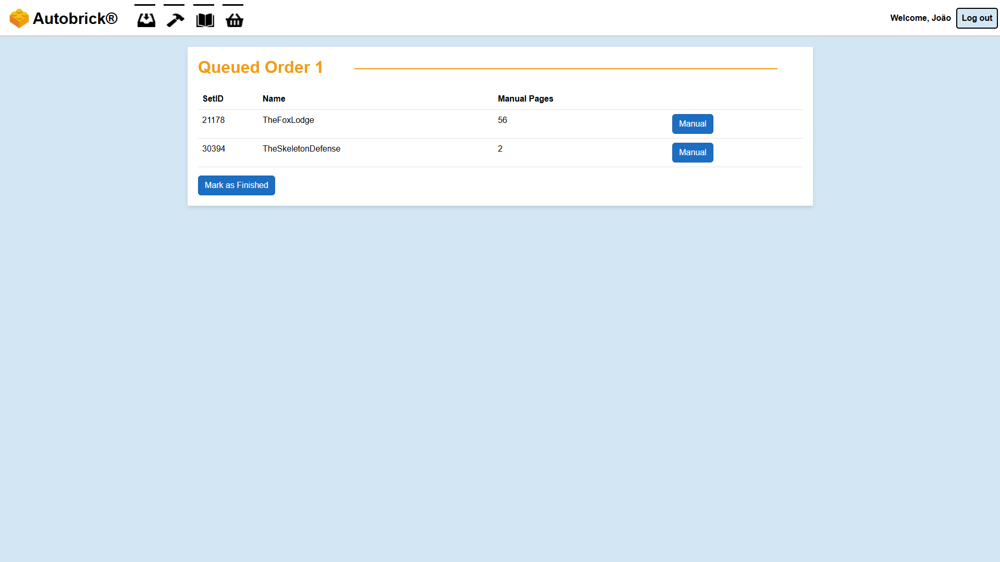 Autobrick®
Welcome, João
Log out
Queued Order 1
SetID Name Manual Pages
21178 TheFoxLodge 56 Manual
30394 TheSkeletonDefense 2 Manual
Mark as Finished